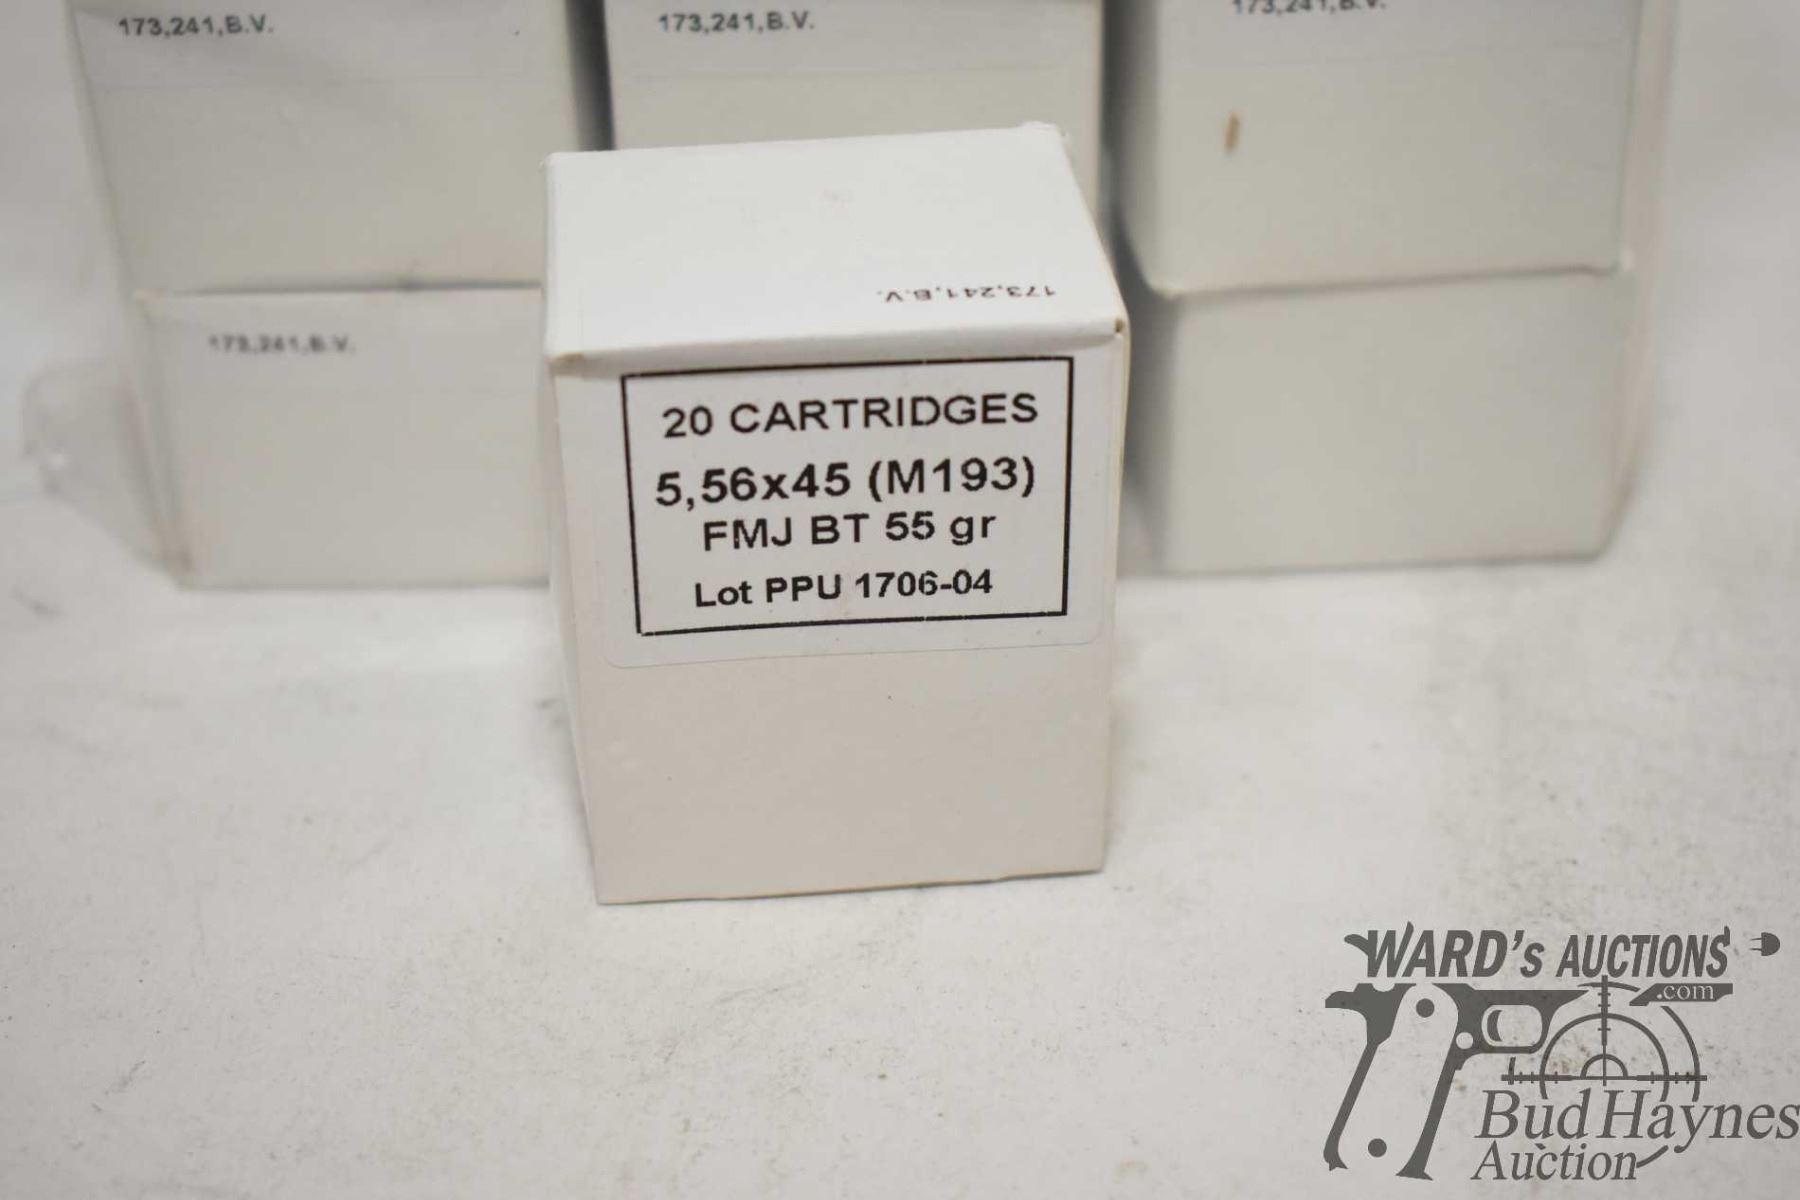 173,241,B.V.
173,241,B.V.
173,241,B.V.
173,241,B.V.
173,241,B.V.
20 CARTRIDGES
5,56x45 (M193)
FMJ BT 55 gr
Lot PPU 1706-04
WARD's AUCTIONS
.com
Bud Haynes
Auction